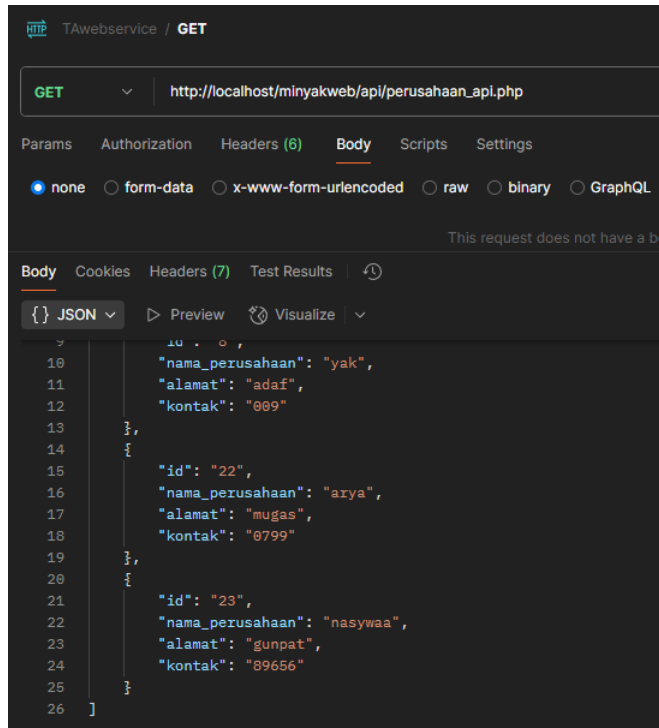 HTTP TAwebservice / GET
GET http://localhost/minyakweb/api/perusahaan_api.php
Params Authorization Headers (6) Body Scripts Settings
none form-data x-www-form-urlencoded raw binary GraphQL
This request does not have a b
Body Cookies Headers (7) Test Results
{} JSON Preview Visualize
9 "id": "8",
10 "nama_perusahaan": "yak",
11 "alamat": "adaf",
12 "kontak": "009"
13 },
14 {
15 "id": "22",
16 "nama_perusahaan": "arya",
17 "alamat": "mugas",
18 "kontak": "0799"
19 },
20 {
21 "id": "23",
22 "nama_perusahaan": "nasywaa",
23 "alamat": "gunpat",
24 "kontak": "89656"
25 }
26 ]